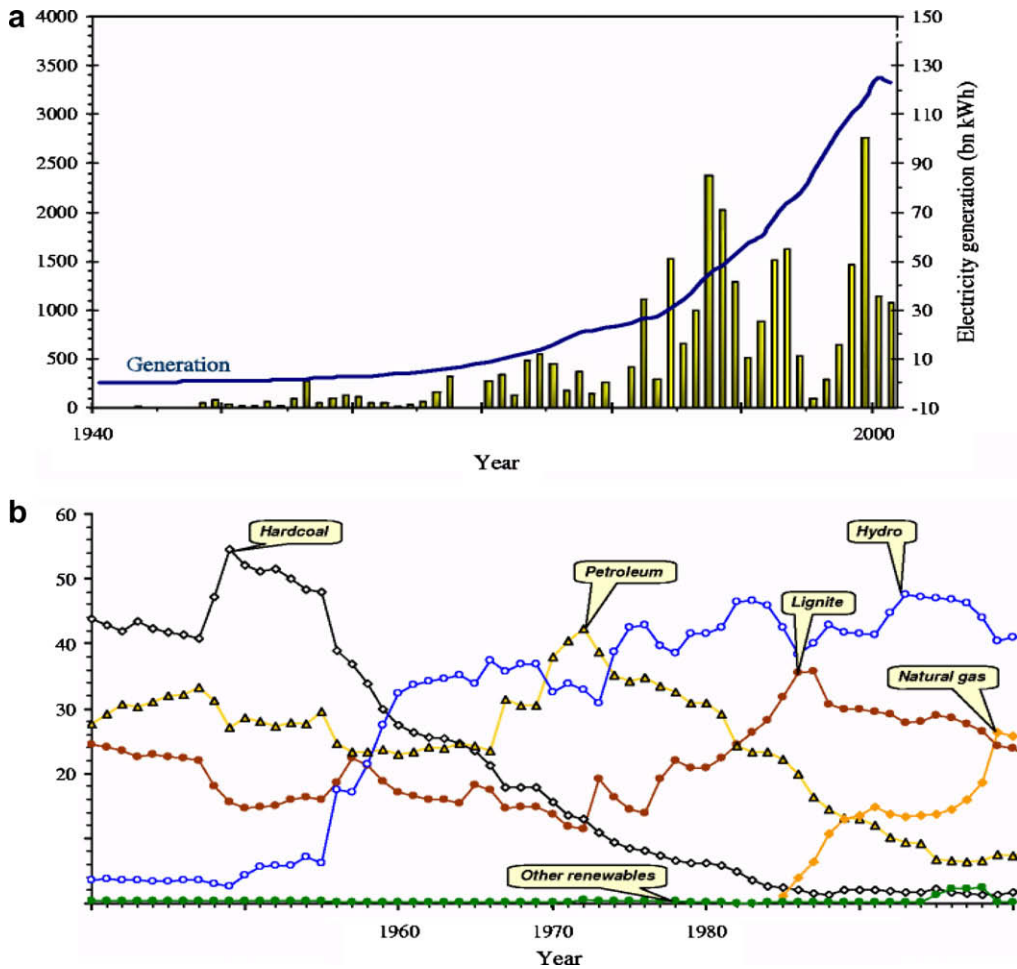 a
4000
3500
3000
2500
2000
1500
1000
500
0
Generation
150
130
110
90
70
50
30
10
-10
Electricity generation (bn kWh)
1940
2000
Year
b
60
50
40
30
20
Hardcoal
Petroleum
Hydro
Lignite
Natural gas
Other renewables
1960
1970
1980
Year